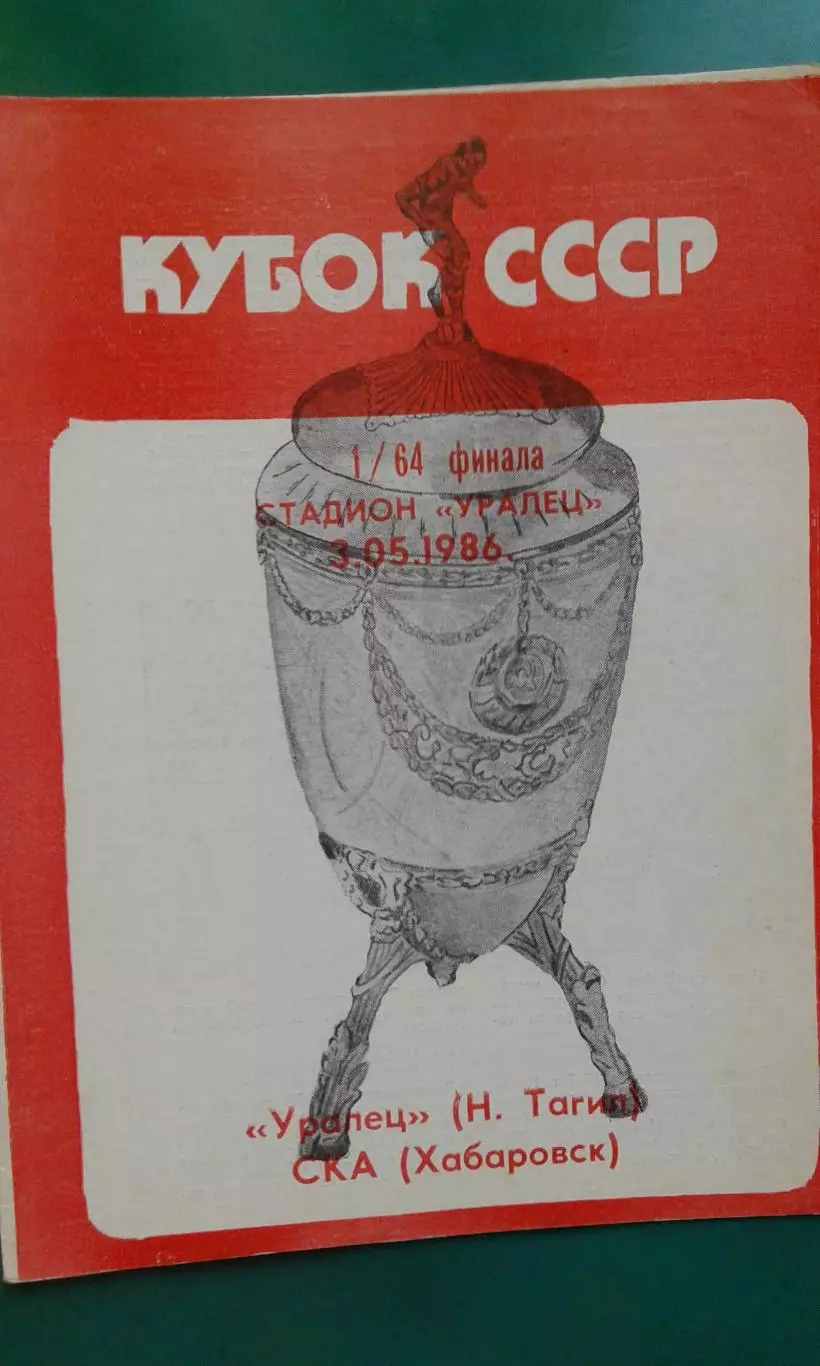 КУБОК СССР
1/64 финала
СТАДИОН «УРАЛЕЦ»
3.05.1986.
«Уралец» (Н. Тагил)
СКА (Хабаровск)